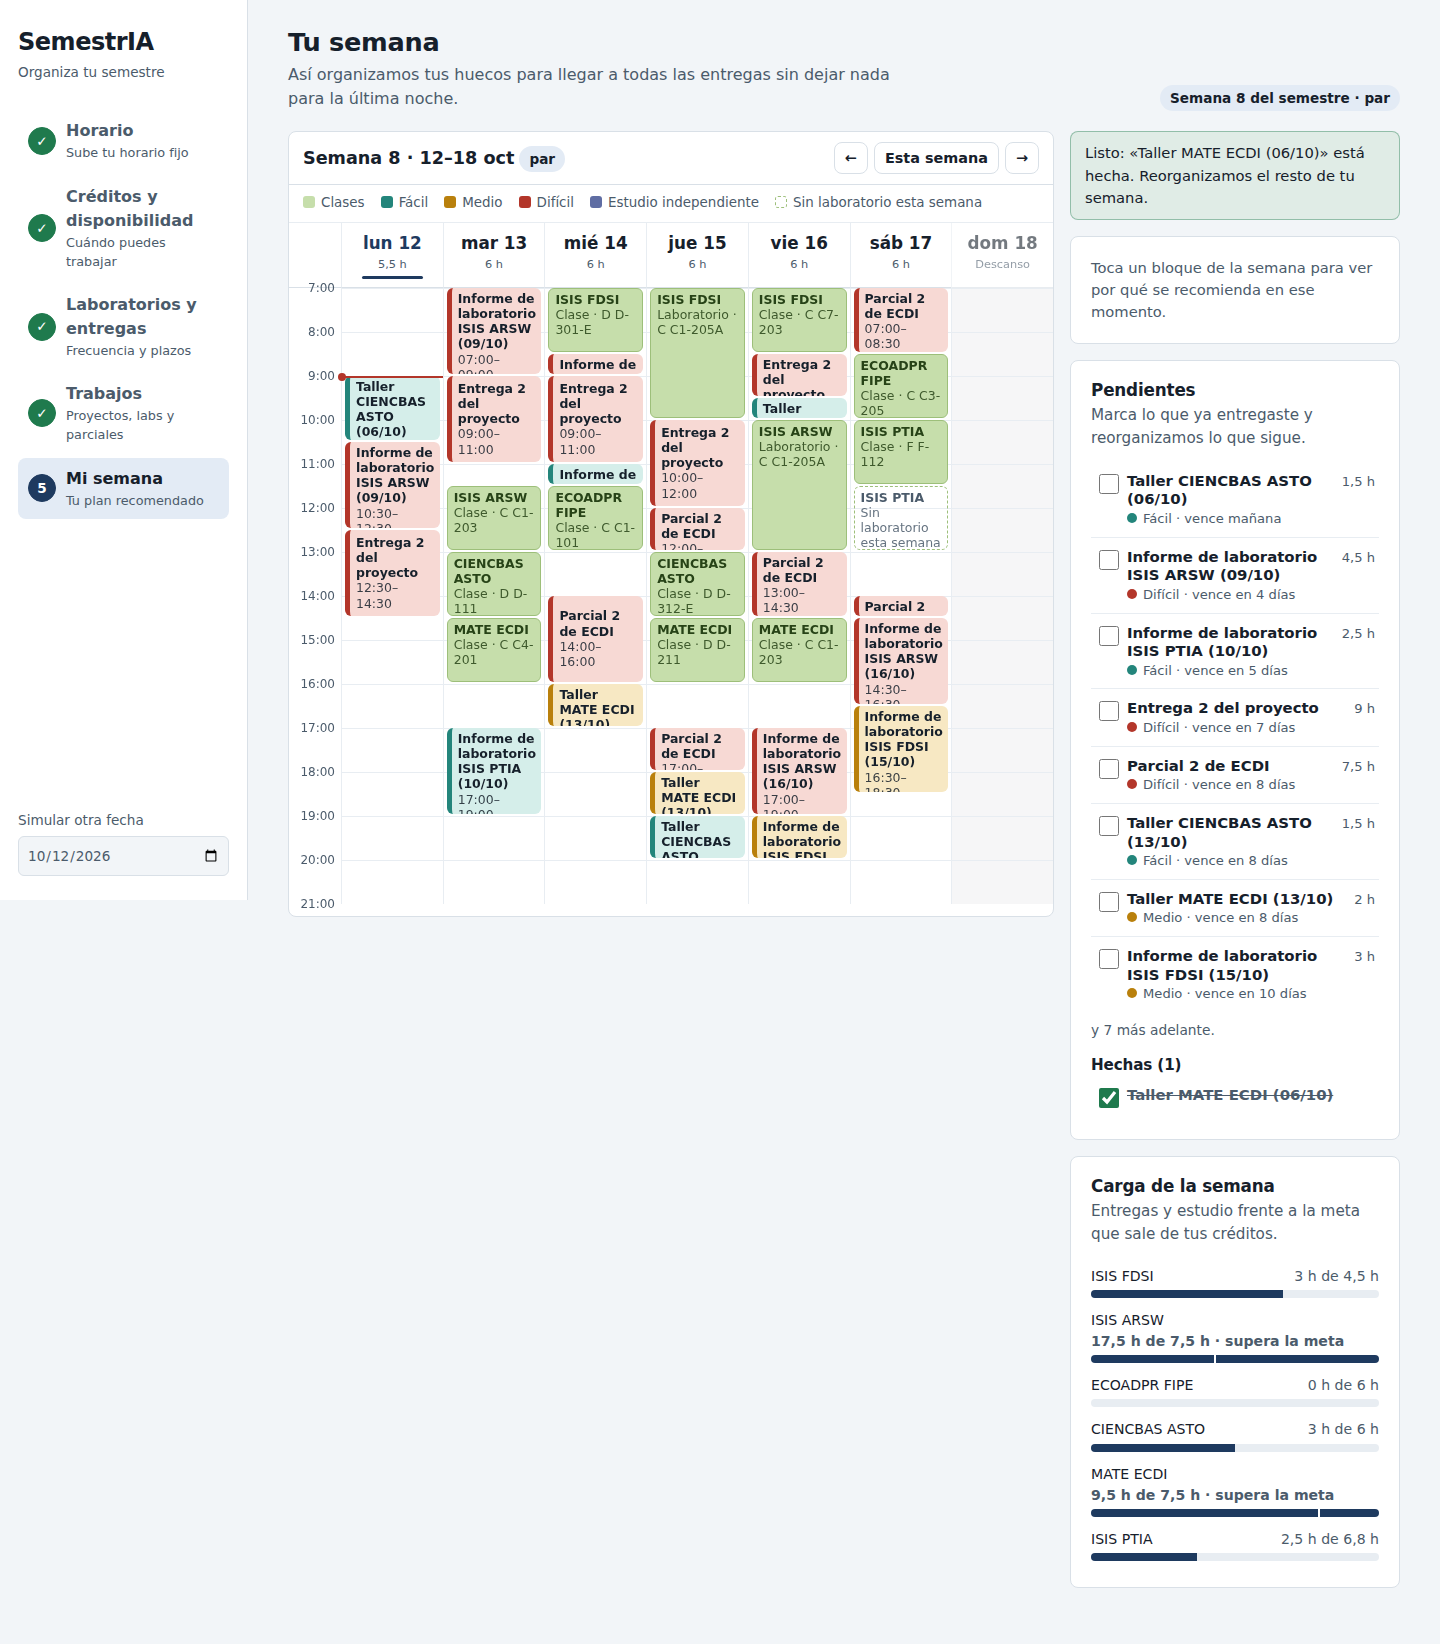 SemestrIA
Organiza tu semestre
✓
Horario
Sube tu horario fijo
✓
Créditos y
disponibilidad
Cuándo puedes
trabajar
✓
Laboratorios y
entregas
Frecuencia y plazos
✓
Trabajos
Proyectos, labs y
parciales
5
Mi semana
Tu plan recomendado
Simular otra fecha
10/12/2026
Tu semana
Así organizamos tus huecos para llegar a todas las entregas sin dejar nada
para la última noche.
Semana 8 del semestre · par
Semana 8 · 12–18 oct par
← Esta semana →
Clases Fácil Medio Difícil Estudio independiente Sin laboratorio esta semana
lun 12 mar 13 mié 14 jue 15 vie 16 sáb 17 dom 18
5,5 h 6 h 6 h 6 h 6 h 6 h Descanso
7:00
8:00
9:00
10:00
11:00
12:00
13:00
14:00
15:00
16:00
17:00
18:00
19:00
20:00
21:00
Taller
CIENCBAS
ASTO
(06/10)
Informe de
laboratorio
ISIS ARSW
(09/10)
10:30–
12:30
Entrega 2
del
proyecto
12:30–
14:30
Informe de
laboratorio
ISIS ARSW
(09/10)
07:00–
09:00
Entrega 2
del
proyecto
09:00–
11:00
ISIS ARSW
Clase · C C1-
203
CIENCBAS
ASTO
Clase · D D-
111
MATE ECDI
Clase · C C4-
201
Informe de
laboratorio
ISIS PTIA
(10/10)
17:00–
19:00
ISIS FDSI
Clase · D D-
301-E
Informe de
Entrega 2
del
proyecto
09:00–
11:00
Informe de
ECOADPR
FIPE
Clase · C C1-
101
Parcial 2
de ECDI
14:00–
16:00
Taller
MATE ECDI
(13/10)
ISIS FDSI
Laboratorio ·
C C1-205A
Entrega 2
del
proyecto
10:00–
12:00
Parcial 2
de ECDI
12:00–
CIENCBAS
ASTO
Clase · D D-
312-E
MATE ECDI
Clase · D D-
211
Parcial 2
de ECDI
17:00–
Taller
MATE ECDI
(13/10)
Taller
CIENCBAS
ASTO
ISIS FDSI
Clase · C C7-
203
Entrega 2
del
proyecto
Taller
ISIS ARSW
Laboratorio ·
C C1-205A
Parcial 2
de ECDI
13:00–
14:30
MATE ECDI
Clase · C C1-
203
Informe de
laboratorio
ISIS ARSW
(16/10)
17:00–
19:00
Informe de
laboratorio
ISIS FDSI
Parcial 2
de ECDI
07:00–
08:30
ECOADPR
FIPE
Clase · C C3-
205
ISIS PTIA
Clase · F F-
112
ISIS PTIA
Sin
laboratorio
esta semana
Parcial 2
Informe de
laboratorio
ISIS ARSW
(16/10)
14:30–
16:30
Informe de
laboratorio
ISIS FDSI
(15/10)
16:30–
18:30
Listo: «Taller MATE ECDI (06/10)» está
hecha. Reorganizamos el resto de tu
semana.
Toca un bloque de la semana para ver
por qué se recomienda en ese
momento.
Pendientes
Marca lo que ya entregaste y
reorganizamos lo que sigue.
Taller CIENCBAS ASTO 1,5 h
(06/10)
Fácil · vence mañana
Informe de laboratorio 4,5 h
ISIS ARSW (09/10)
Difícil · vence en 4 días
Informe de laboratorio 2,5 h
ISIS PTIA (10/10)
Fácil · vence en 5 días
Entrega 2 del proyecto 9 h
Difícil · vence en 7 días
Parcial 2 de ECDI 7,5 h
Difícil · vence en 8 días
Taller CIENCBAS ASTO 1,5 h
(13/10)
Fácil · vence en 8 días
Taller MATE ECDI (13/10) 2 h
Medio · vence en 8 días
Informe de laboratorio 3 h
ISIS FDSI (15/10)
Medio · vence en 10 días
y 7 más adelante.
Hechas (1)
Taller MATE ECDI (06/10)
Carga de la semana
Entregas y estudio frente a la meta
que sale de tus créditos.
ISIS FDSI 3 h de 4,5 h
ISIS ARSW
17,5 h de 7,5 h · supera la meta
ECOADPR FIPE 0 h de 6 h
CIENCBAS ASTO 3 h de 6 h
MATE ECDI
9,5 h de 7,5 h · supera la meta
ISIS PTIA 2,5 h de 6,8 h